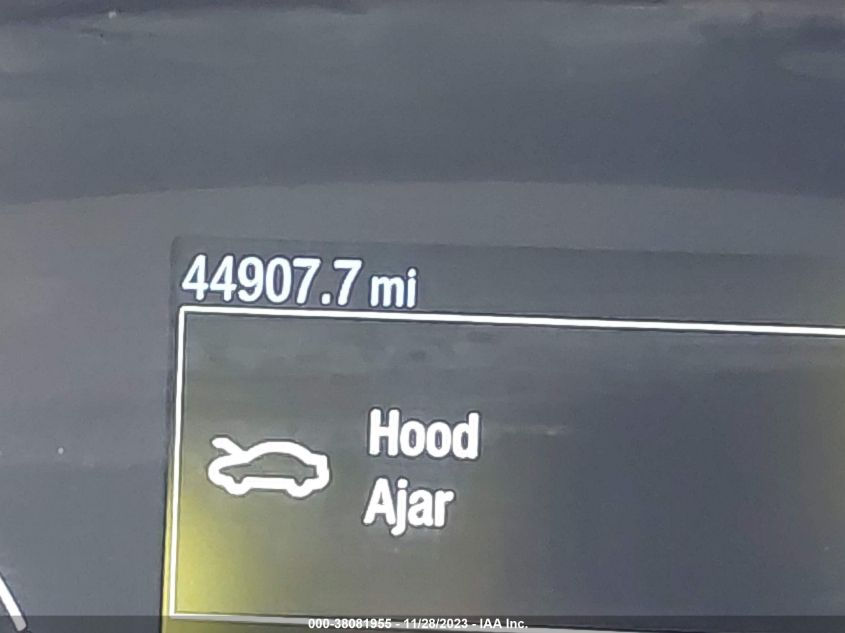 44907.7 mi
Hood
Ajar
000-38081955 - 11/28/2023 - IAA Inc.